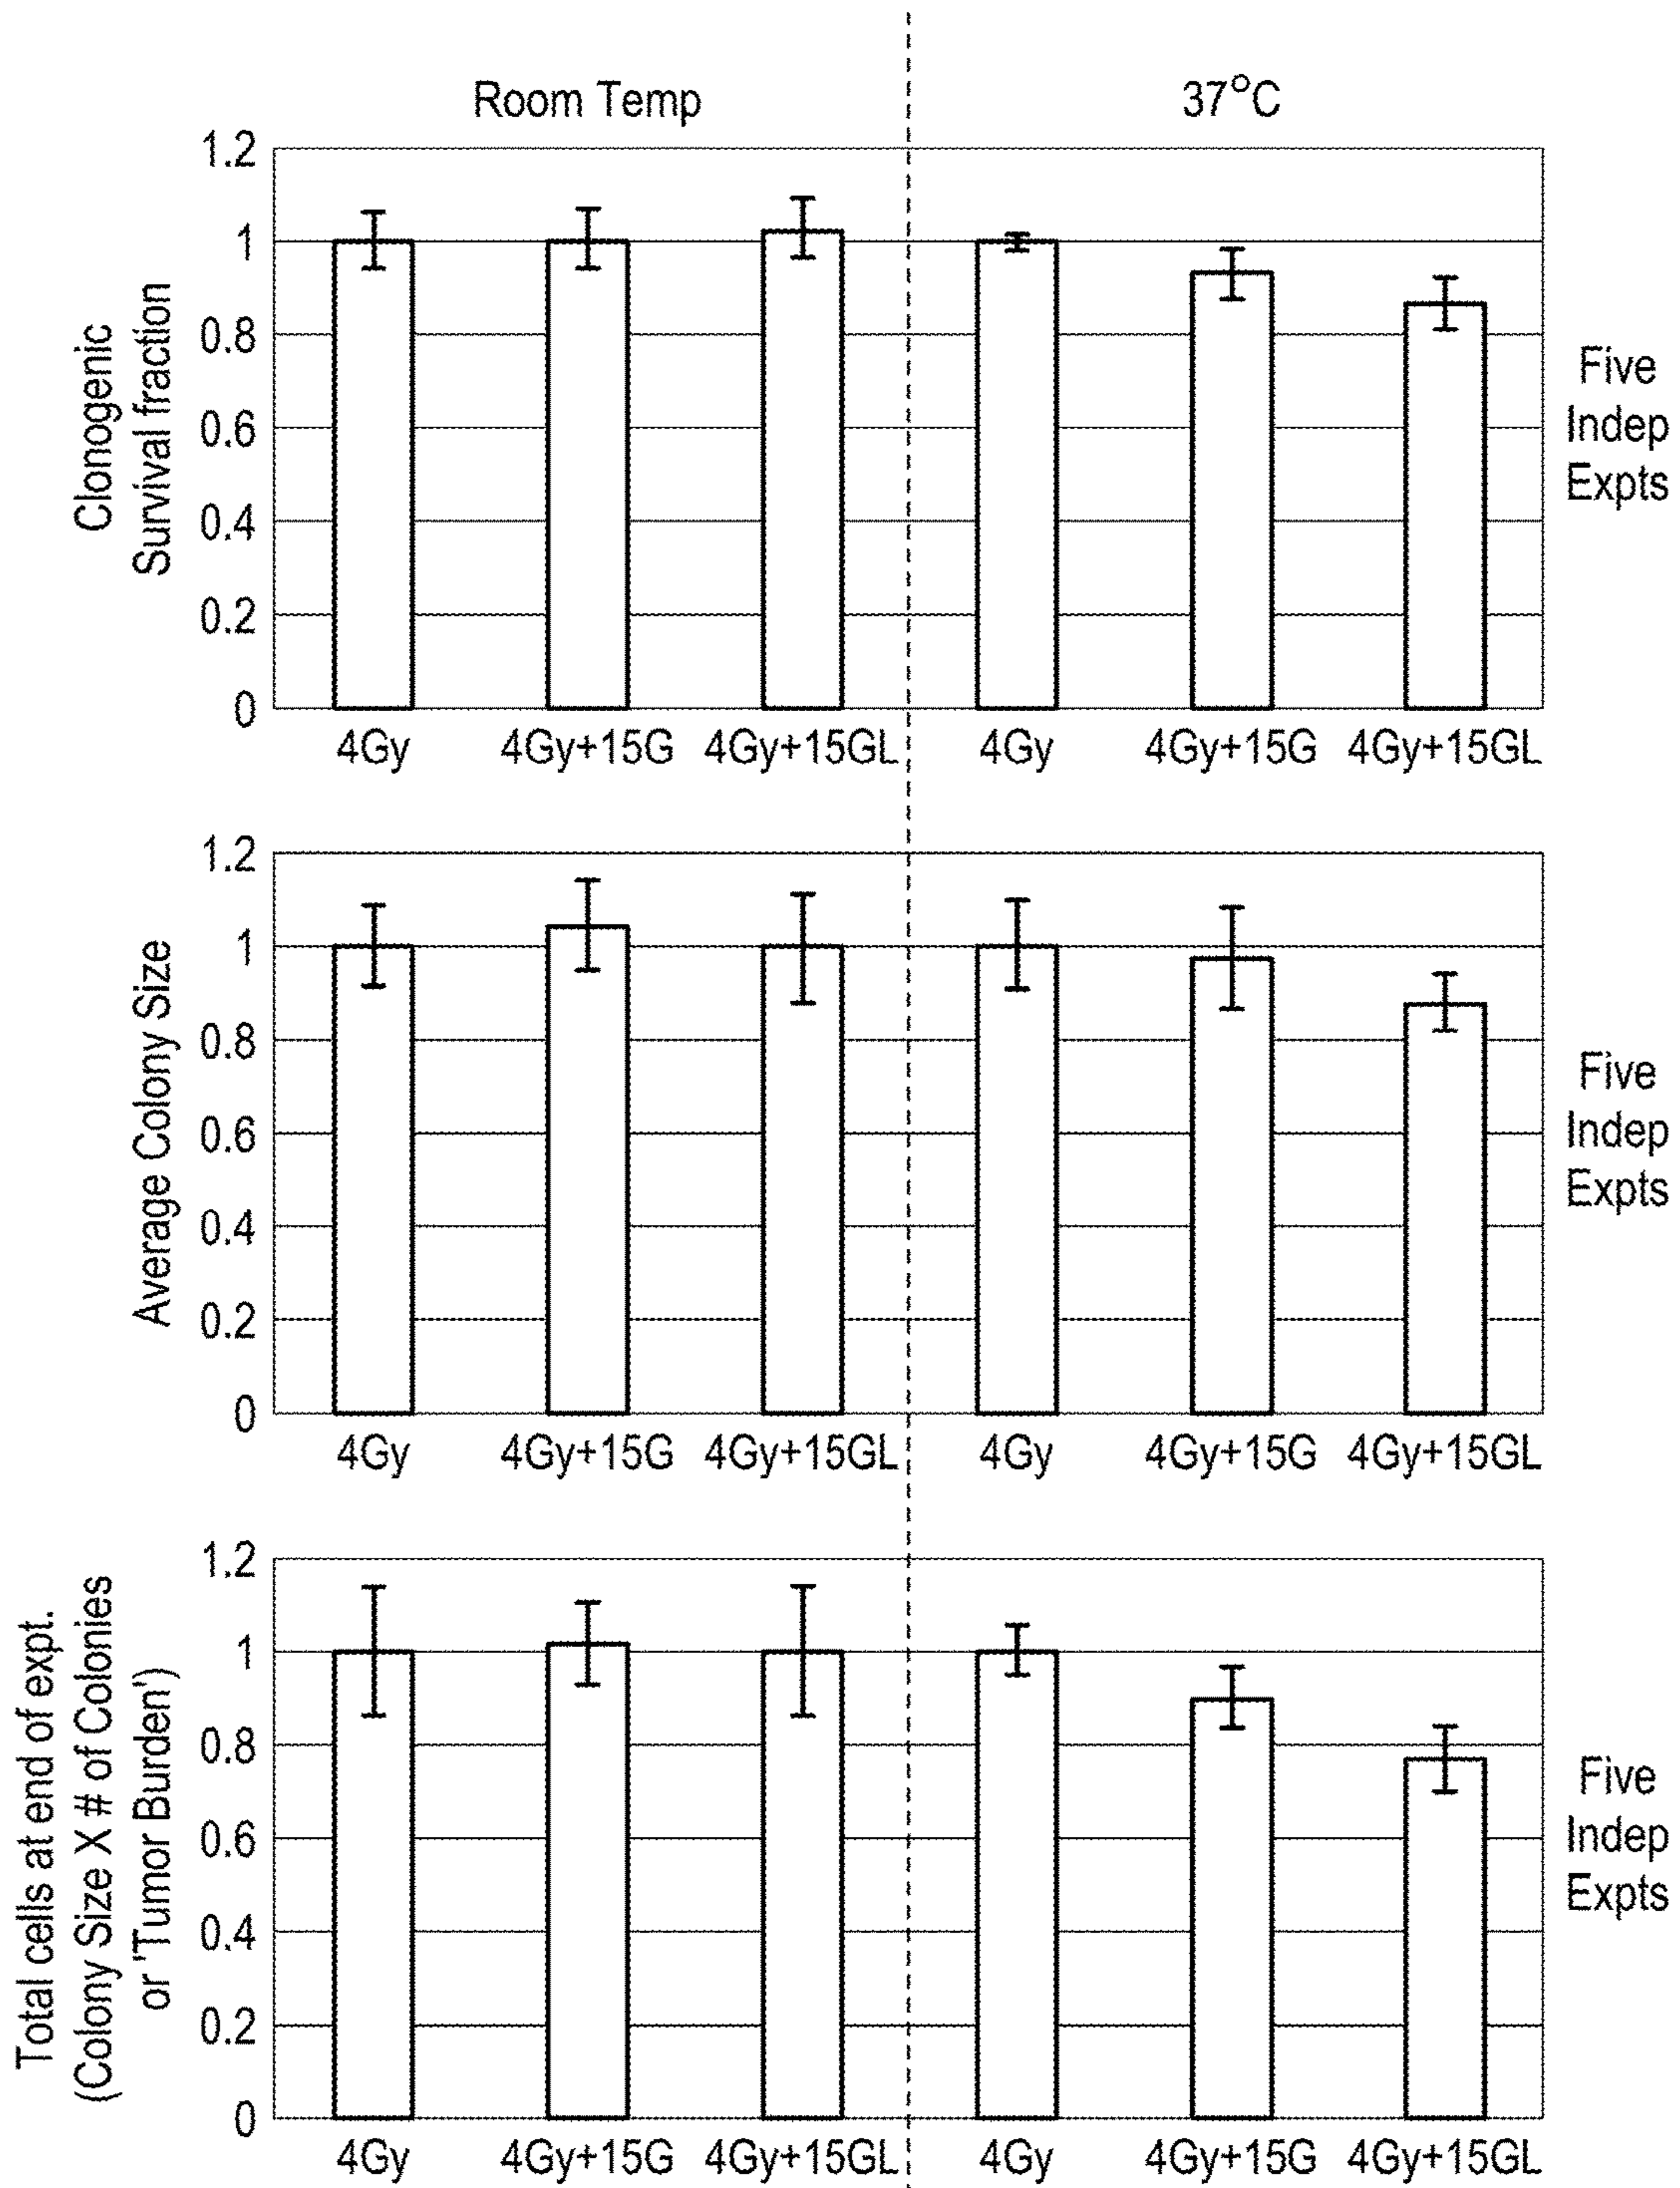 Room Temp
37°C
Clonogenic
Survival fraction
1.2
1
0.8
0.6
0.4
0.2
0
4Gy
4Gy+15G
4Gy+15GL
4Gy
4Gy+15G
4Gy+15GL
Five
Indep
Expts
Average Colony Size
1.2
1
0.8
0.6
0.4
0.2
0
4Gy
4Gy+15G
4Gy+15GL
4Gy
4Gy+15G
4Gy+15GL
Five
Indep
Expts
Total cells at end of expt.
(Colony Size X # of Colonies
or 'Tumor Burden')
1.2
1
0.8
0.6
0.4
0.2
0
4Gy
4Gy+15G
4Gy+15GL
4Gy
4Gy+15G
4Gy+15GL
Five
Indep
Expts